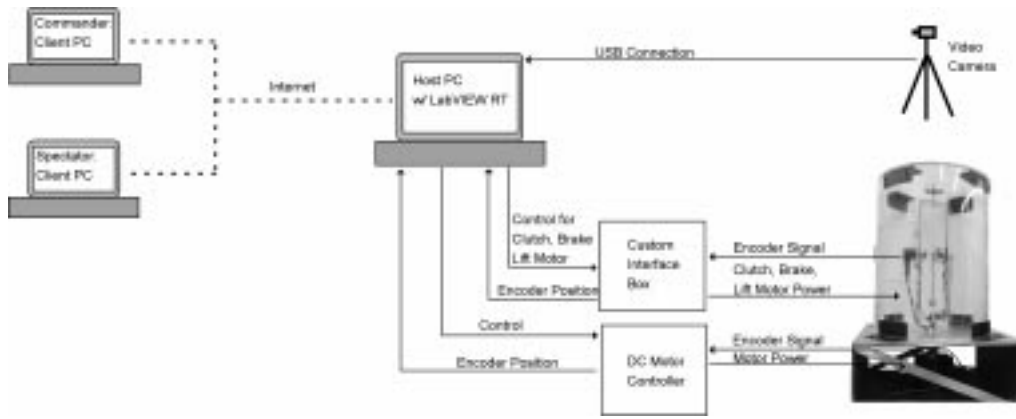 Commander:
Client PC
Spectator:
Client PC
Internet
Host PC
w/ LabVIEW RT
USB Connection
Video
Camera
Control for
Clutch, Brake
Lift Motor
Encoder Position
Custom
Interface
Box
Encoder Signal
Clutch, Brake,
Lift Motor Power
Control
Encoder Position
DC Motor
Controller
Encoder Signal
Motor Power